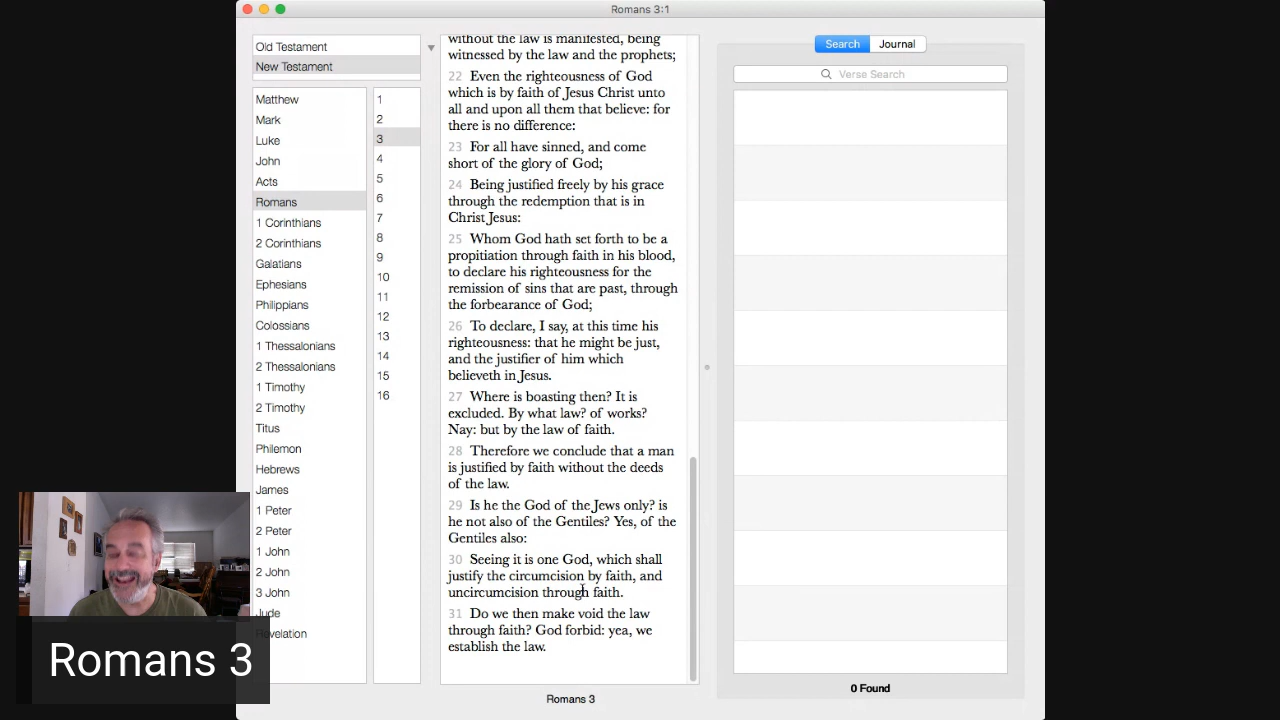 Romans 3:1
Old Testament
New Testament
Matthew
Mark
Luke
John
Acts
Romans
1 Corinthians
2 Corinthians
Galatians
Ephesians
Philippians
Colossians
1 Thessalonians
2 Thessalonians
1 Timothy
2 Timothy
Titus
Philemon
Hebrews
James
1 Peter
2 Peter
1 John
2 John
3 John
Jude
Revelation
1
2
3
4
5
6
7
8
9
10
11
12
13
14
15
16
without the law is manifested, being
witnessed by the law and the prophets;
22 Even the righteousness of God
which is by faith of Jesus Christ unto
all and upon all them that believe: for
there is no difference:
23 For all have sinned, and come
short of the glory of God;
24 Being justified freely by his grace
through the redemption that is in
Christ Jesus:
25 Whom God hath set forth to be a
propitiation through faith in his blood,
to declare his righteousness for the
remission of sins that are past, through
the forbearance of God;
26 To declare, I say, at this time his
righteousness: that he might be just,
and the justifier of him which
believeth in Jesus.
27 Where is boasting then? It is
excluded. By what law? of works?
Nay: but by the law of faith.
28 Therefore we conclude that a man
is justified by faith without the deeds
of the law.
29 Is he the God of the Jews only? is
he not also of the Gentiles? Yes, of the
Gentiles also:
30 Seeing it is one God, which shall
justify the circumcision by faith, and
uncircumcision through faith.
31 Do we then make void the law
through faith? God forbid: yea, we
establish the law.
Romans 3
Search
Journal
Verse Search
0 Found
Romans 3